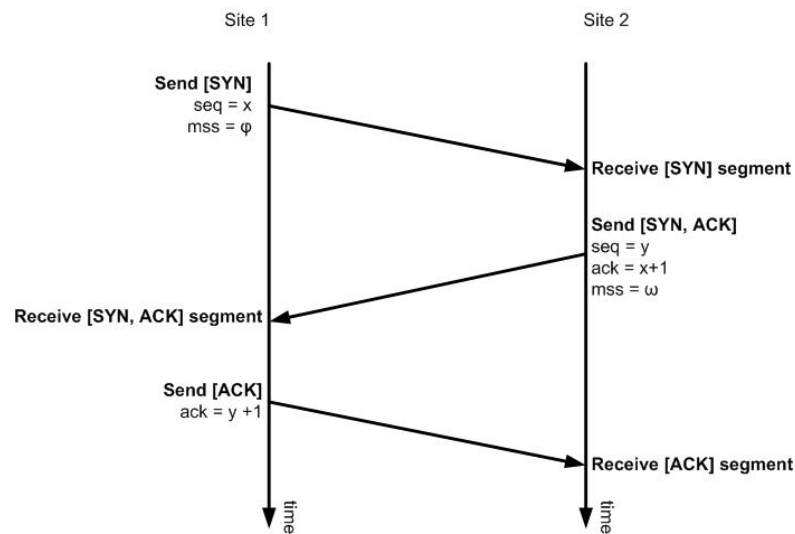 Site 1
Site 2
Send [SYN]
seq = x
mss = φ
Receive [SYN] segment
Send [SYN, ACK]
seq = y
ack = x+1
mss = ω
Receive [SYN, ACK] segment
Send [ACK]
ack = y +1
Receive [ACK] segment
time
time